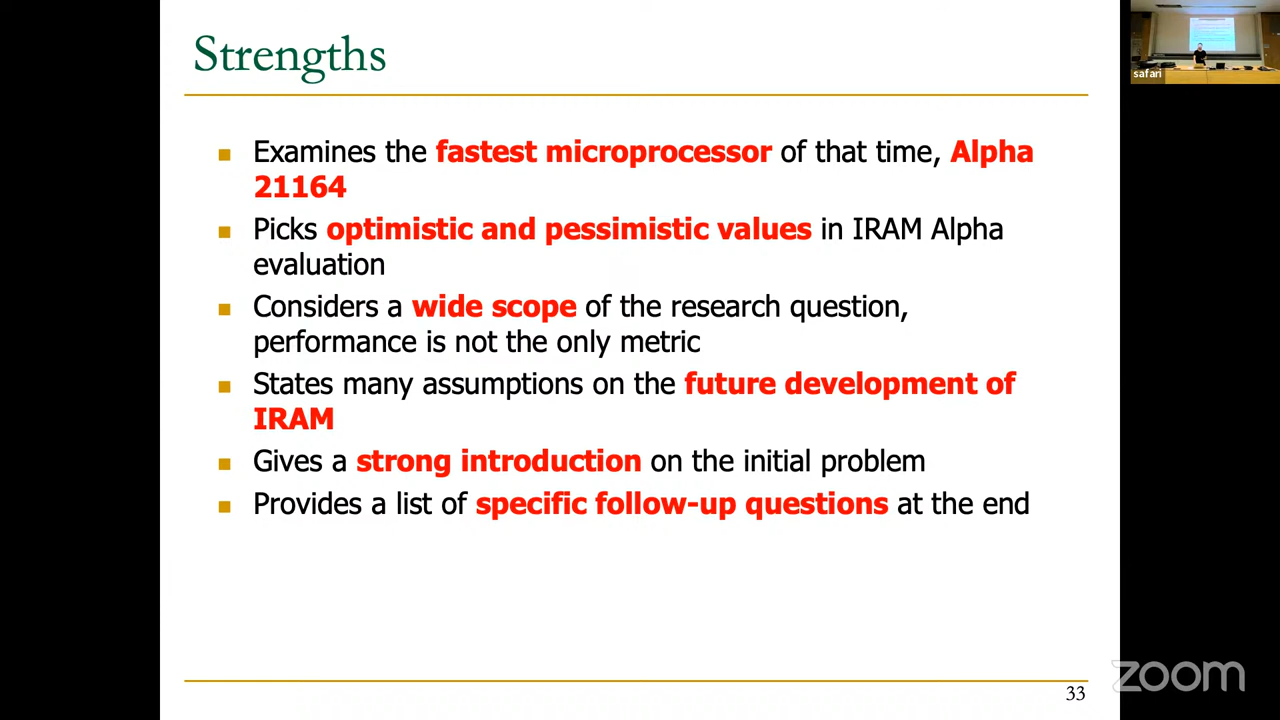 Strengths
Examines the fastest microprocessor of that time, Alpha
21164
Picks optimistic and pessimistic values in IRAM Alpha
evaluation
Considers a wide scope of the research question,
performance is not the only metric
States many assumptions on the future development of
IRAM
Gives a strong introduction on the initial problem
Provides a list of specific follow-up questions at the end
33
safari
zoom